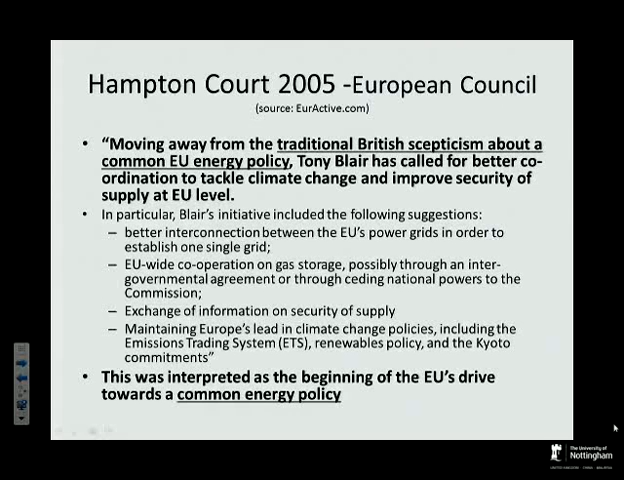 Hampton Court 2005 -European Council
(source: EurActive.com)
• “Moving away from the traditional British scepticism about a
common EU energy policy, Tony Blair has called for better co-
ordination to tackle climate change and improve security of
supply at EU level.
• In particular, Blair’s initiative included the following suggestions:
– better interconnection between the EU’s power grids in order to
establish one single grid;
– EU-wide co-operation on gas storage, possibly through an inter-
governmental agreement or through ceding national powers to the
Commission;
– Exchange of information on security of supply
– Maintaining Europe’s lead in climate change policies, including the
Emissions Trading System (ETS), renewables policy, and the Kyoto
commitments”
• This was interpreted as the beginning of the EU’s drive
towards a common energy policy
The University of
Nottingham
UNITED KINGDOM · CHINA · MALAYSIA